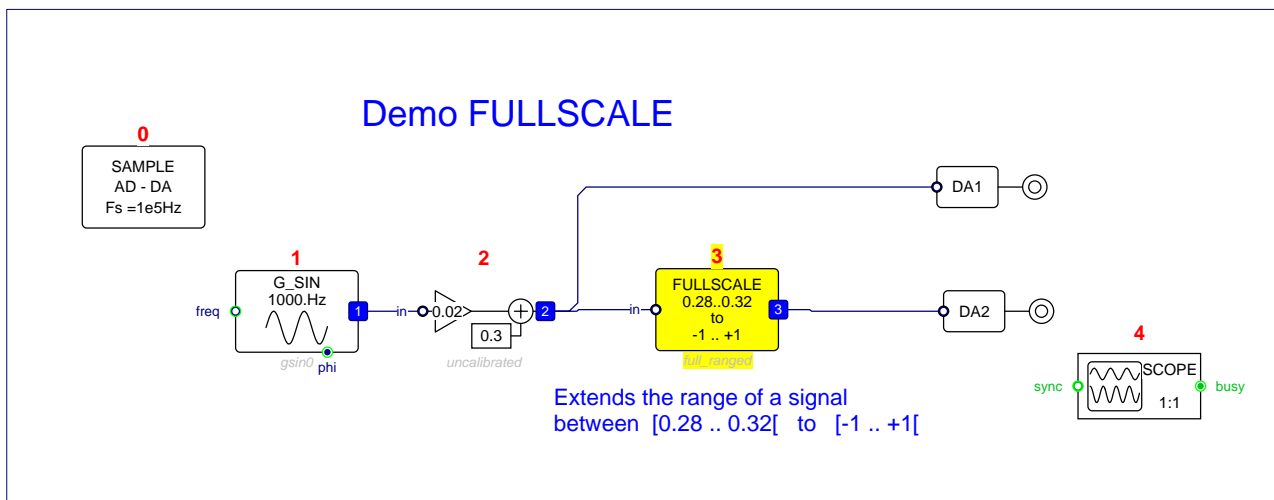 Demo FULLSCALE
0
SAMPLE
AD - DA
Fs =1e5Hz
DA1
1
G_SIN
1000.Hz
freq
1
gsin0
phi
2
in
0.02
0.3
2
uncalibrated
3
FULLSCALE
0.28..0.32
to
-1 .. +1
in
3
full_ranged
DA2
4
SCOPE
1:1
sync
busy
Extends the range of a signal
between [0.28 .. 0.32[ to [-1 .. +1[